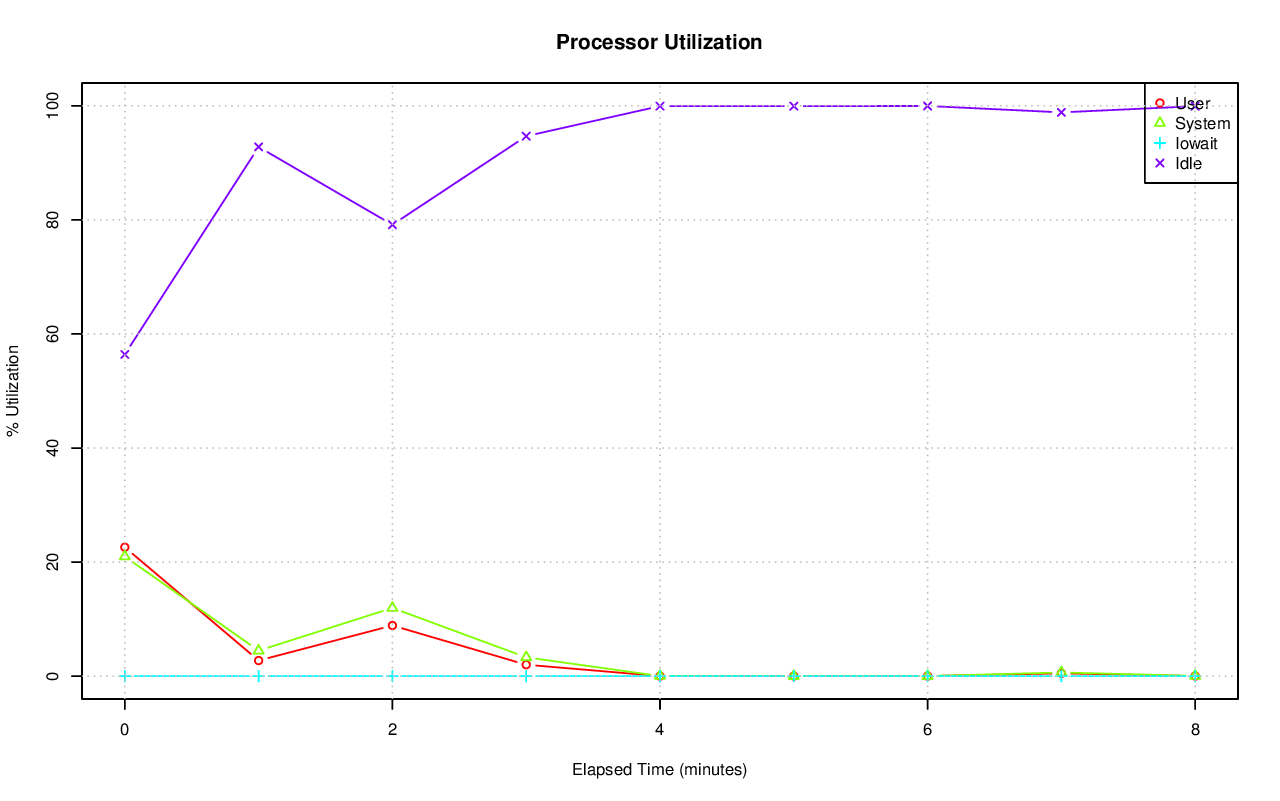 Processor Utilization
% Utilization
100
80
60
40
20
0
User
System
Iowait
Idle
0 2 4 6 8
Elapsed Time (minutes)